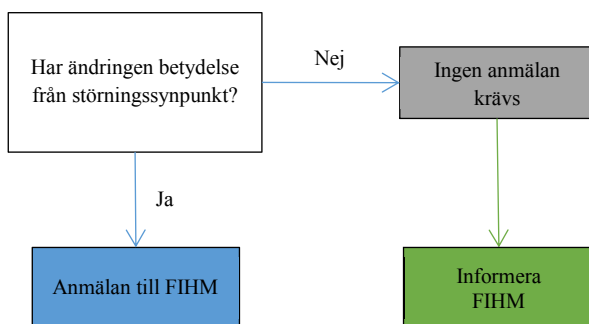 Har ändringen betydelse
från störningssynpunkt?
Nej
Ingen anmälan
krävs
Ja
Anmälan till FIHM
Informera
FIHM